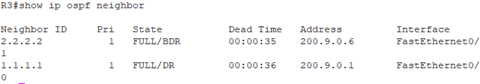 R3#show ip ospf neighbor
Neighbor ID     Pri   State           Dead Time   Address         Interface
2.2.2.2           1   FULL/BDR        00:00:35    200.9.0.6       FastEthernet0/
1
1.1.1.1           1   FULL/DR         00:00:36    200.9.0.1       FastEthernet0/
0